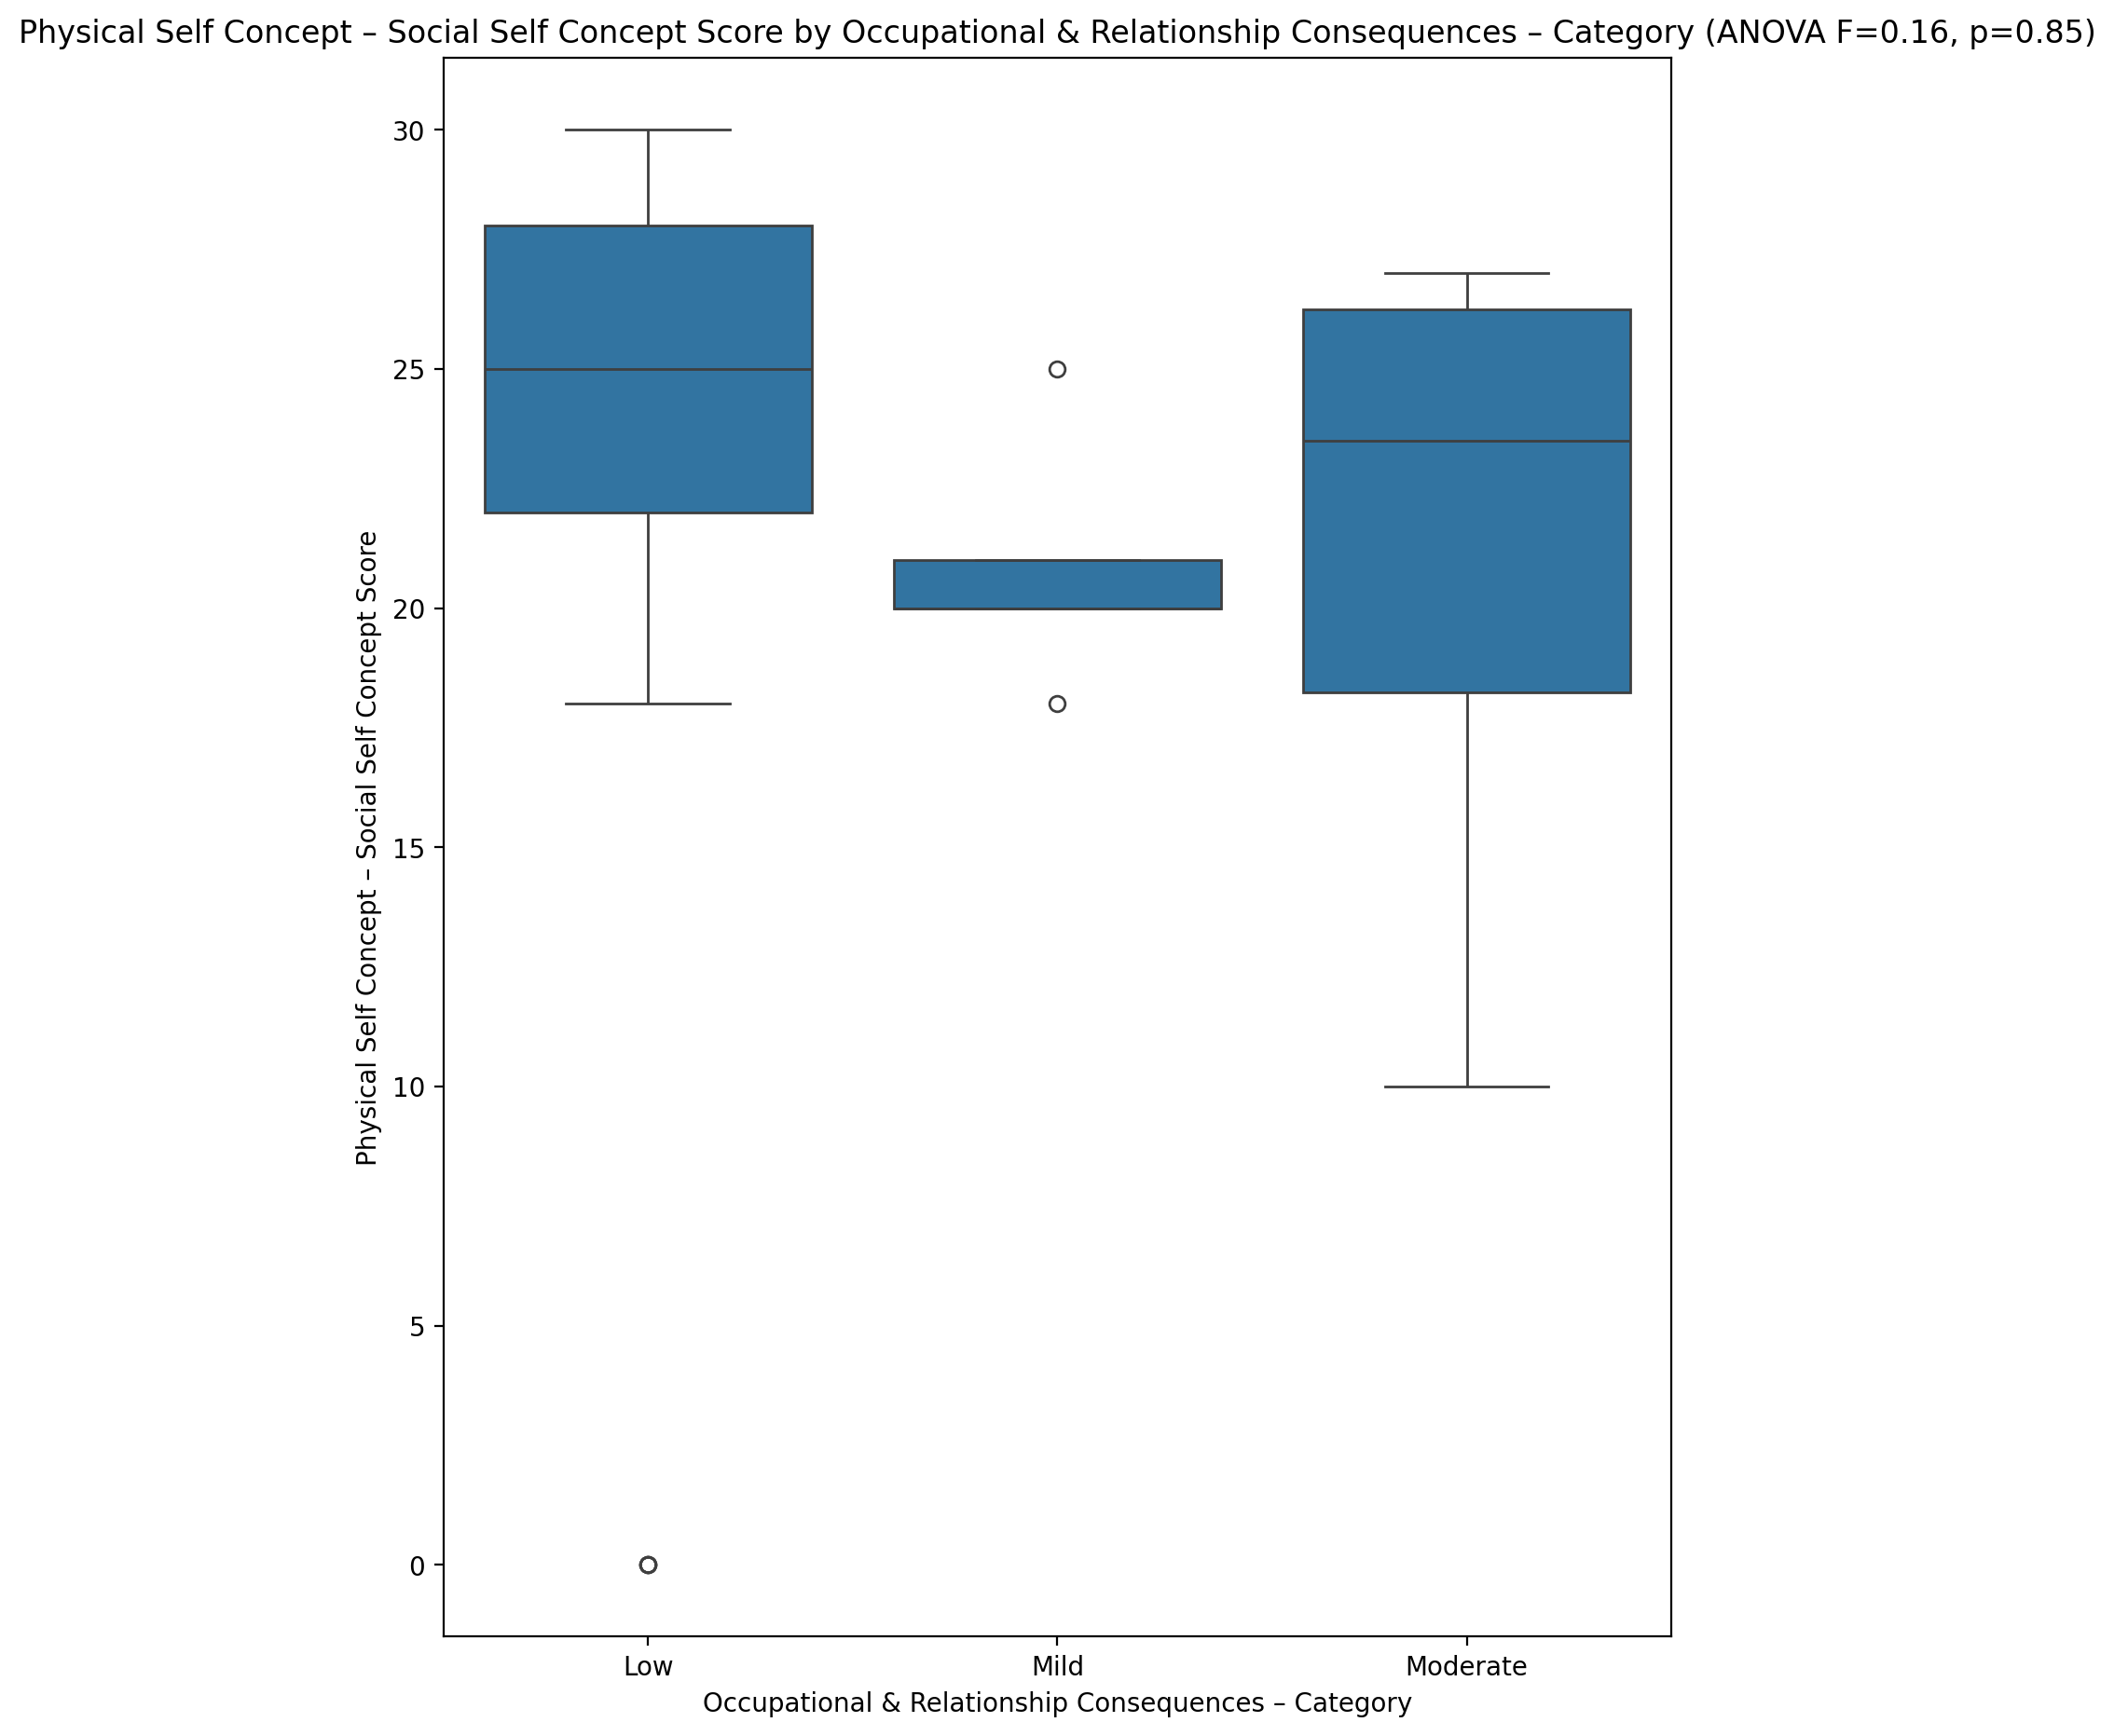 Physical Self Concept – Social Self Concept Score by Occupational & Relationship Consequences – Category (ANOVA F=0.16, p=0.85)
Physical Self Concept – Social Self Concept Score
30
25
20
15
10
5
0
Low
Mild
Moderate
Occupational & Relationship Consequences – Category